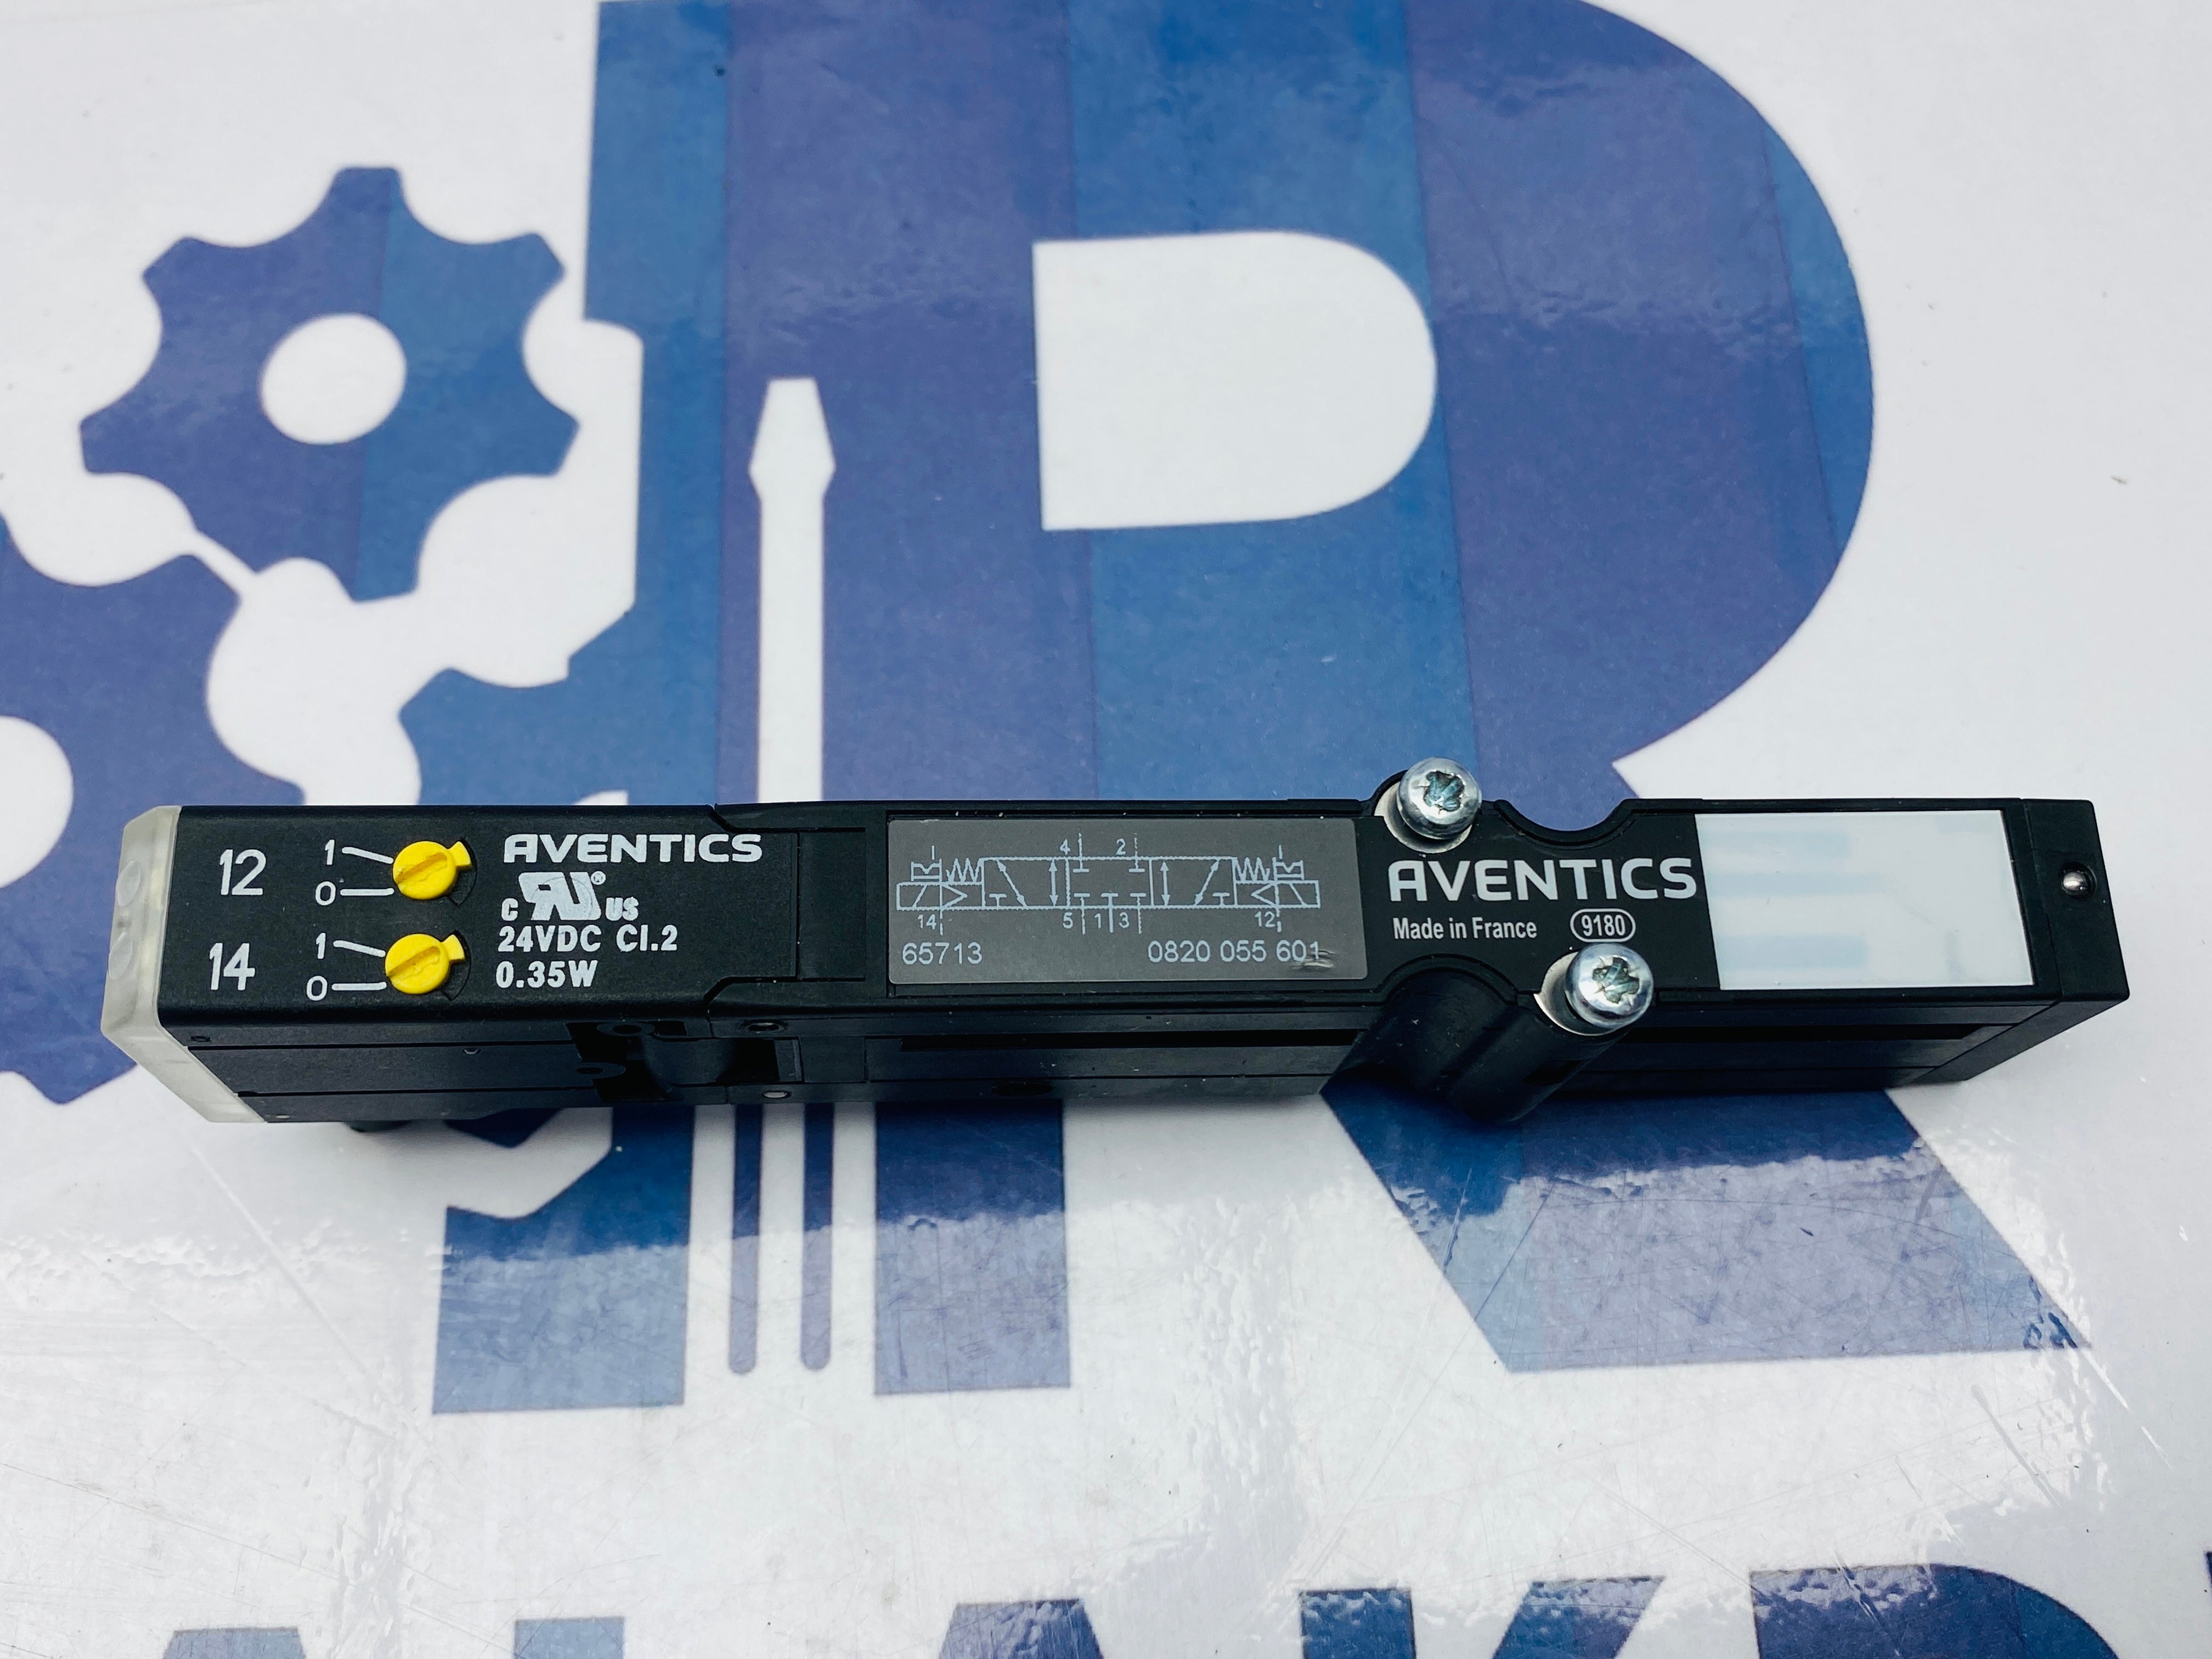 12
1
0
14
1
0
AVENTICS
c RU® US
24VDC Cl.2
0.35W
4 2
14 5 1 3 12
65713 0820 055 601
AVENTICS
Made in France 9180